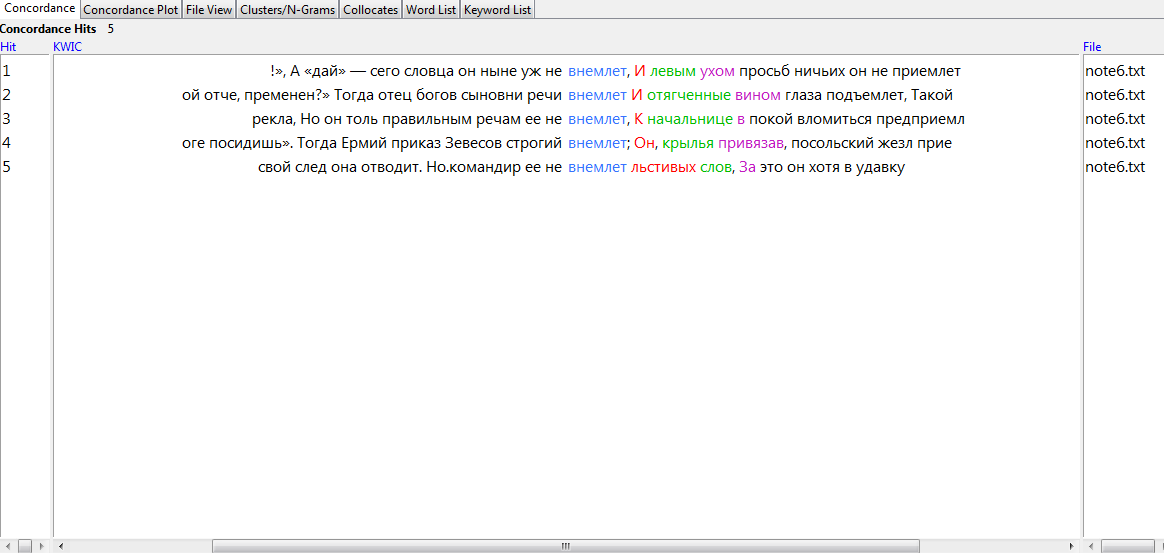 Concordance Concordance Plot File View Clusters/N-Grams Collocates Word List Keyword List
Concordance Hits 5
Hit KWIC File
1 !», А «дай» — сего словца он ныне уж не внемлет, И левым ухом просьб ничьих он не приемлет note6.txt
2 ой отче, пременен?» Тогда отец богов сыновни речи внемлет И отягченные вином глаза подъемлет, Такой note6.txt
3 рекла, Но он толь правильным речам ее не внемлет, К начальнице в покой вломиться предприемл note6.txt
4 оге посидишь». Тогда Ермий приказ Зевесов строгий внемлет; Он, крылья привязав, посольский жезл прие note6.txt
5 свой след она отводит. Но.командир ее не внемлет льстивых слов, За это он хотя в удавку note6.txt